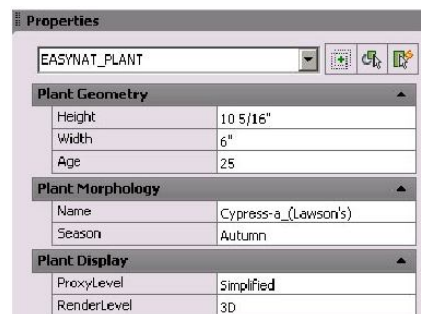 Properties
EASYNAT_PLANT
Plant Geometry
Height 10 5/16"
Width 6"
Age 25
Plant Morphology
Name Cypress-a_(Lawson's)
Season Autumn
Plant Display
ProxyLevel Simplified
RenderLevel 3D